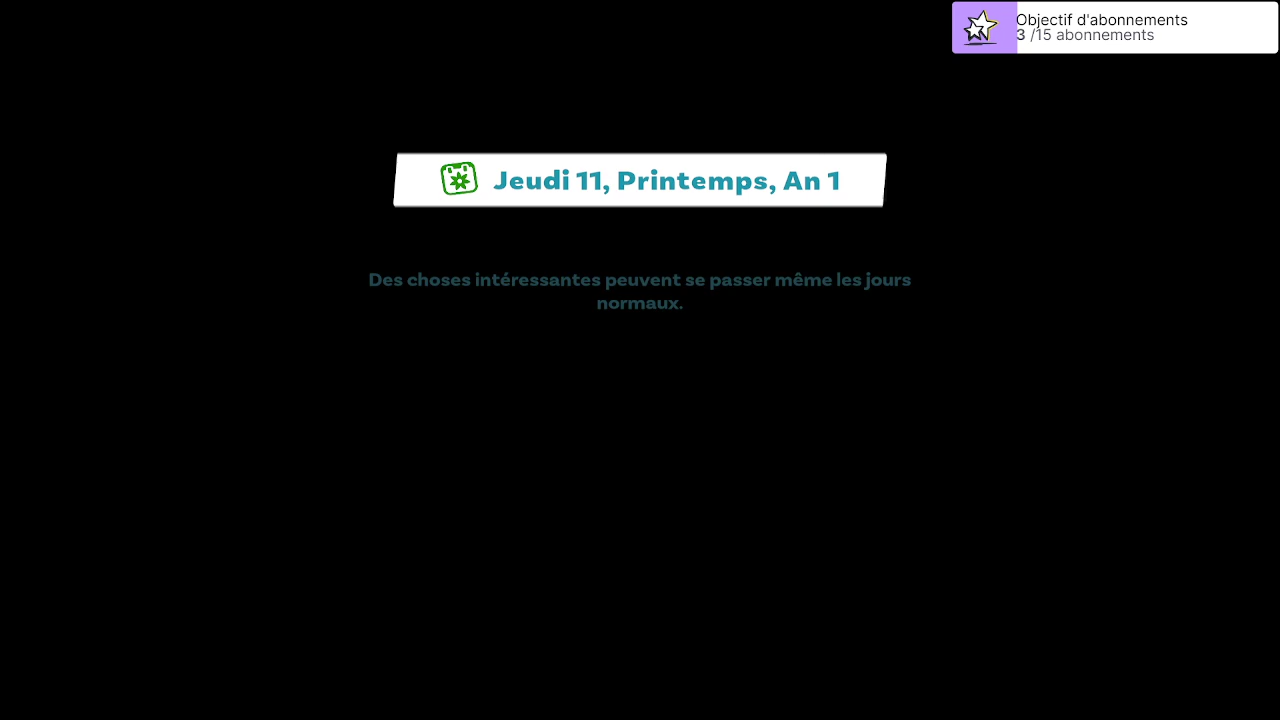 Objectif d'abonnements
3 /15 abonnements
Jeudi 11, Printemps, An 1
Des choses intéressantes peuvent se passer même les jours
normaux.